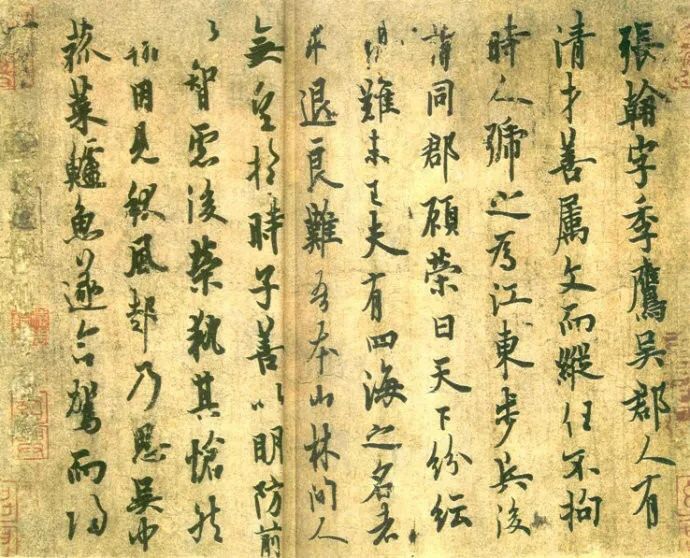 張翰字季鷹吳郡人有
清才善屬文而縱任不拘
時人號之為江東步兵後
謂同郡顧榮曰天下紛紜
禍難未已夫有四海之名者
求退良難吾本山林間人
無望於時子善以明防前
以智慮後榮執其愴然
翰因見秋風起乃思吳中
菰菜鱸魚遂命駕而歸